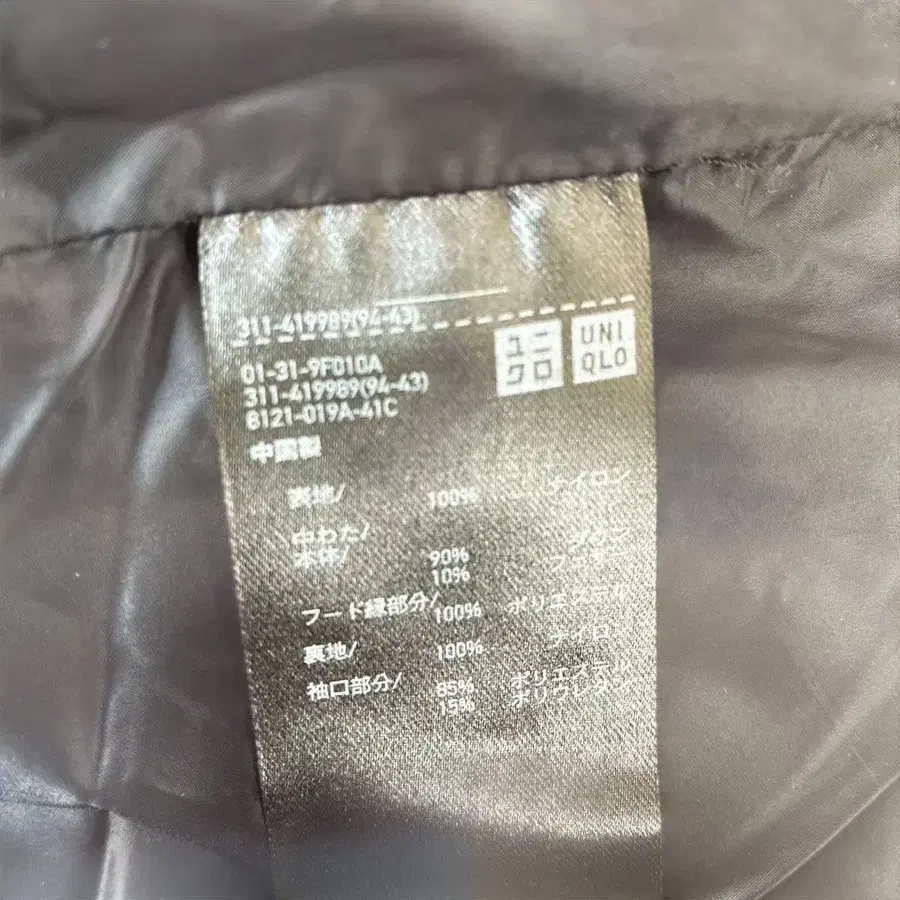 311-419989(94-43)
01-31-9F010A
311-419989(94-43)
8121-019A-41C
ユニ
クロ
UNI
QLO
中国製
表地/ 100% ナイロン
中わた/
本体/ 90% ダウン
10% フェザー
フード縁部分/ 100% ポリエステル
裏地/ 100% ナイロン
袖口部分/ 85% ポリエステル
15% ポリウレタン